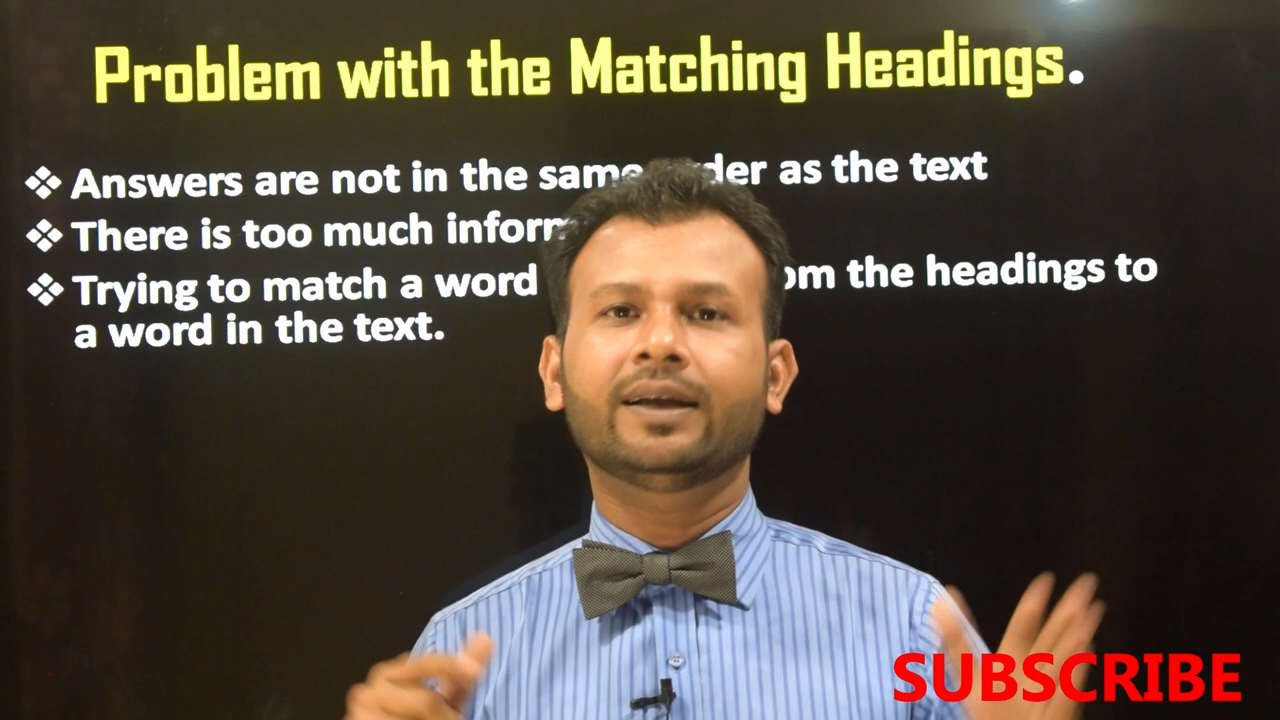 Problem with the Matching Headings.
❖ Answers are not in the same order as the text
❖ There is too much
❖ Trying to match a word the headings to
a word in the text.
SUBSCRIBE